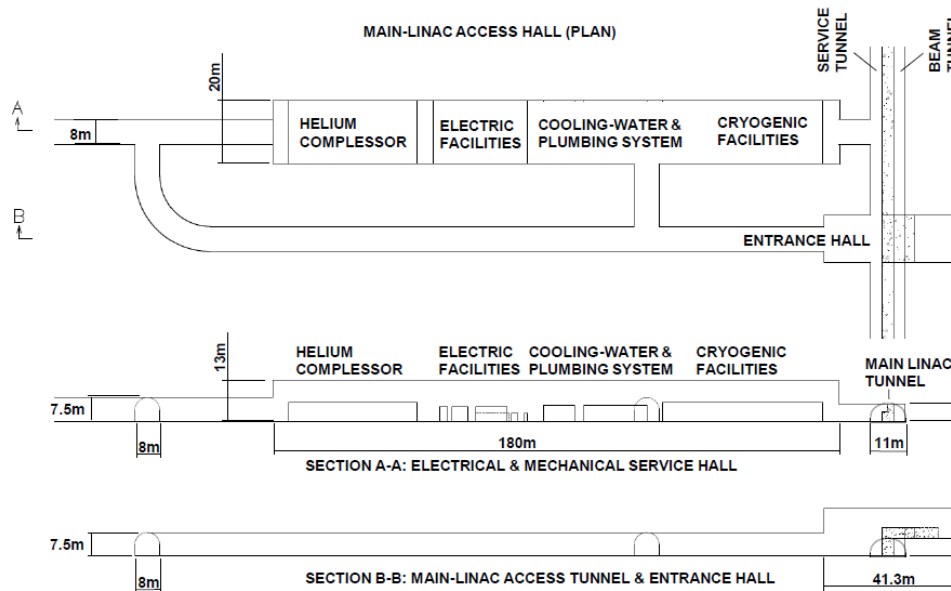 MAIN-LINAC ACCESS HALL (PLAN)
SERVICE
TUNNEL
BEAM
TUNNEL
20m
A
8m
HELIUM
COMPLESSOR
ELECTRIC
FACILITIES
COOLING-WATER &
PLUMBING SYSTEM
CRYOGENIC
FACILITIES
B
ENTRANCE HALL
13m
HELIUM
COMPLESSOR
ELECTRIC
FACILITIES
COOLING-WATER &
PLUMBING SYSTEM
CRYOGENIC
FACILITIES
MAIN LINAC
TUNNEL
7.5m
8m
180m
11m
SECTION A-A: ELECTRICAL & MECHANICAL SERVICE HALL
7.5m
8m
SECTION B-B: MAIN-LINAC ACCESS TUNNEL & ENTRANCE HALL
41.3m